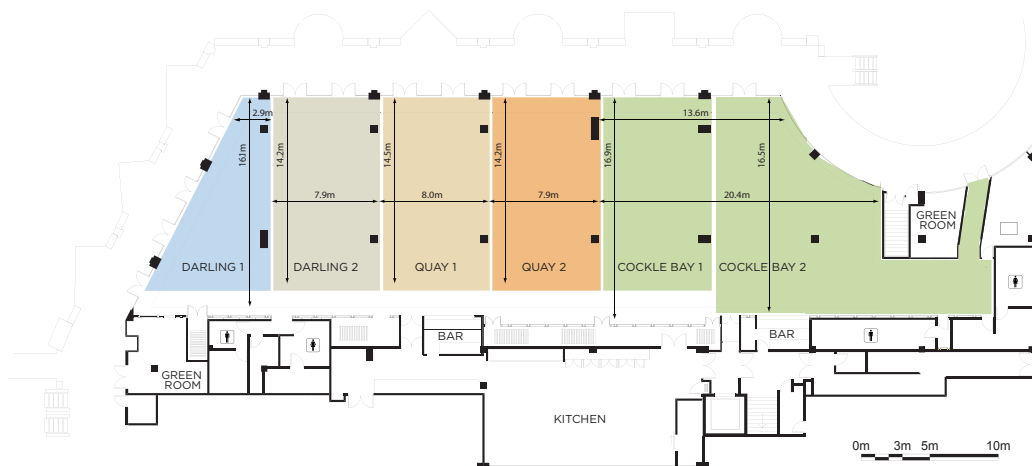 2.9m
13.6m
16.1m
14.2m
14.5m
14.2m
16.9m
16.5m
7.9m
8.0m
7.9m
20.4m
GREEN
ROOM
DARLING 1
DARLING 2
QUAY 1
QUAY 2
COCKLE BAY 1
COCKLE BAY 2
BAR
BAR
GREEN
ROOM
KITCHEN
0m 3m 5m 10m